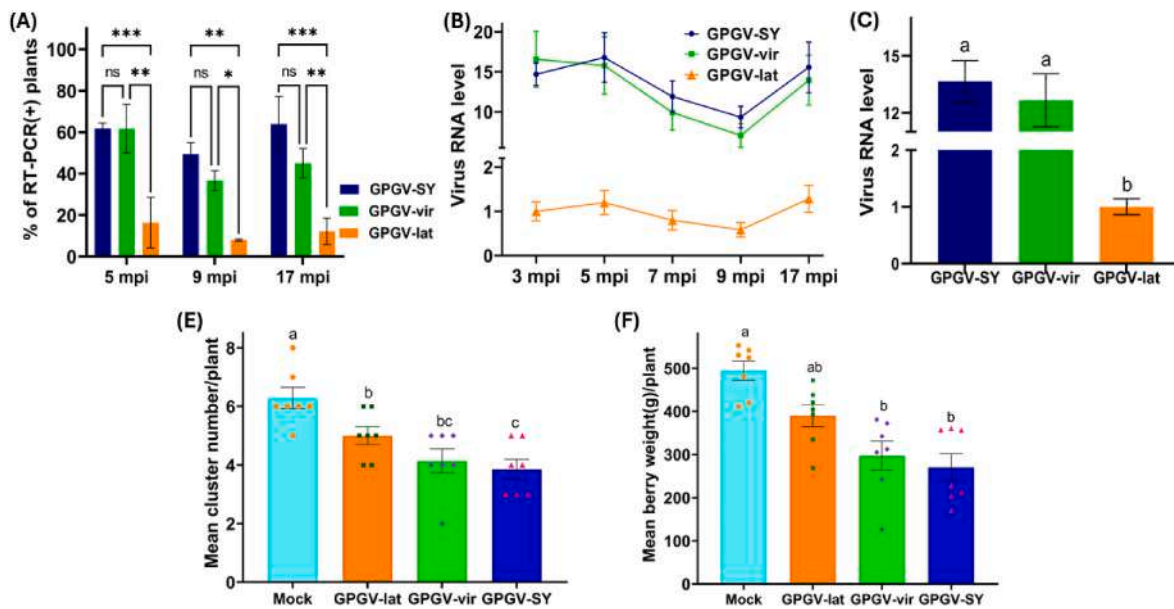 (A)
% of RT-PCR(+) plants
100
80
60
40
20
0
*** ** ***
ns ** ns * ns **
5 mpi 9 mpi 17 mpi
GPGV-SY
GPGV-vir
GPGV-lat
(B)
Virus RNA level
20
15
10
2
1
0
GPGV-SY
GPGV-vir
GPGV-lat
3 mpi 5 mpi 7 mpi 9 mpi 17 mpi
(C)
Virus RNA level
15
12
2
1
0
a a b
GPGV-SY GPGV-vir GPGV-lat
(E)
Mean cluster number/plant
8
6
4
2
0
a b bc c
Mock GPGV-lat GPGV-vir GPGV-SY
(F)
Mean berry weight(g)/plant
500
400
300
200
100
0
a ab b b
Mock GPGV-lat GPGV-vir GPGV-SY